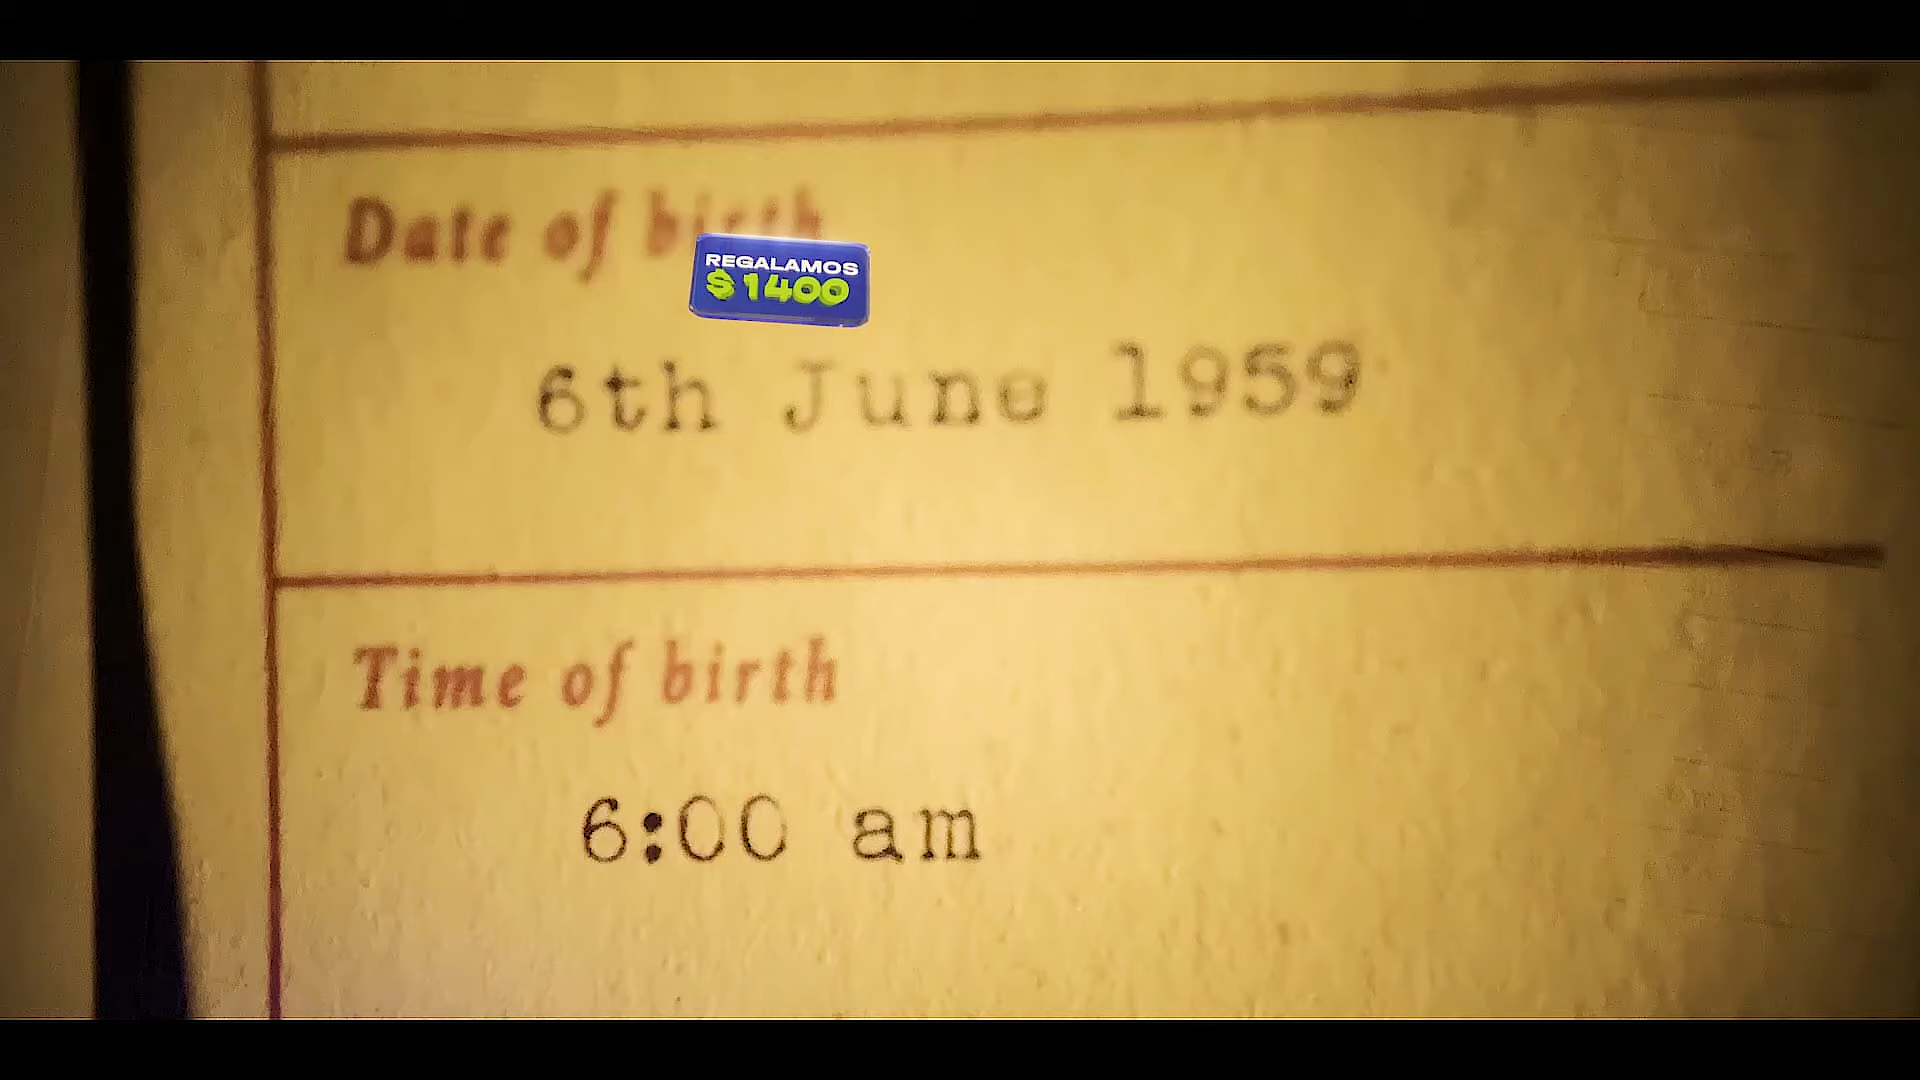 Date of birth
REGALAMOS
$1400
6th June 1959
Time of birth
6:00 am